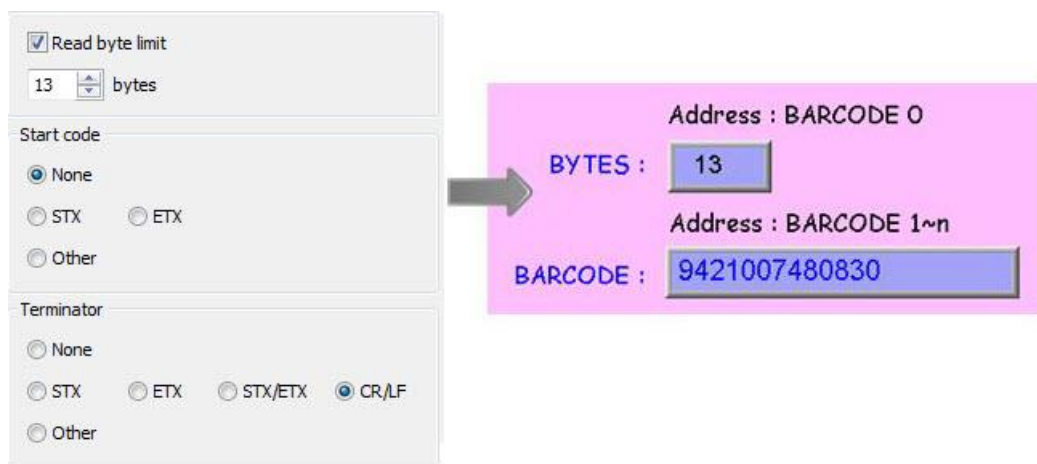 Read byte limit
13 bytes
Start code
None
STX ETX
Other
Terminator
None
STX ETX STX/ETX CR/LF
Other
Address : BARCODE 0
BYTES : 13
Address : BARCODE 1~n
BARCODE : 9421007480830